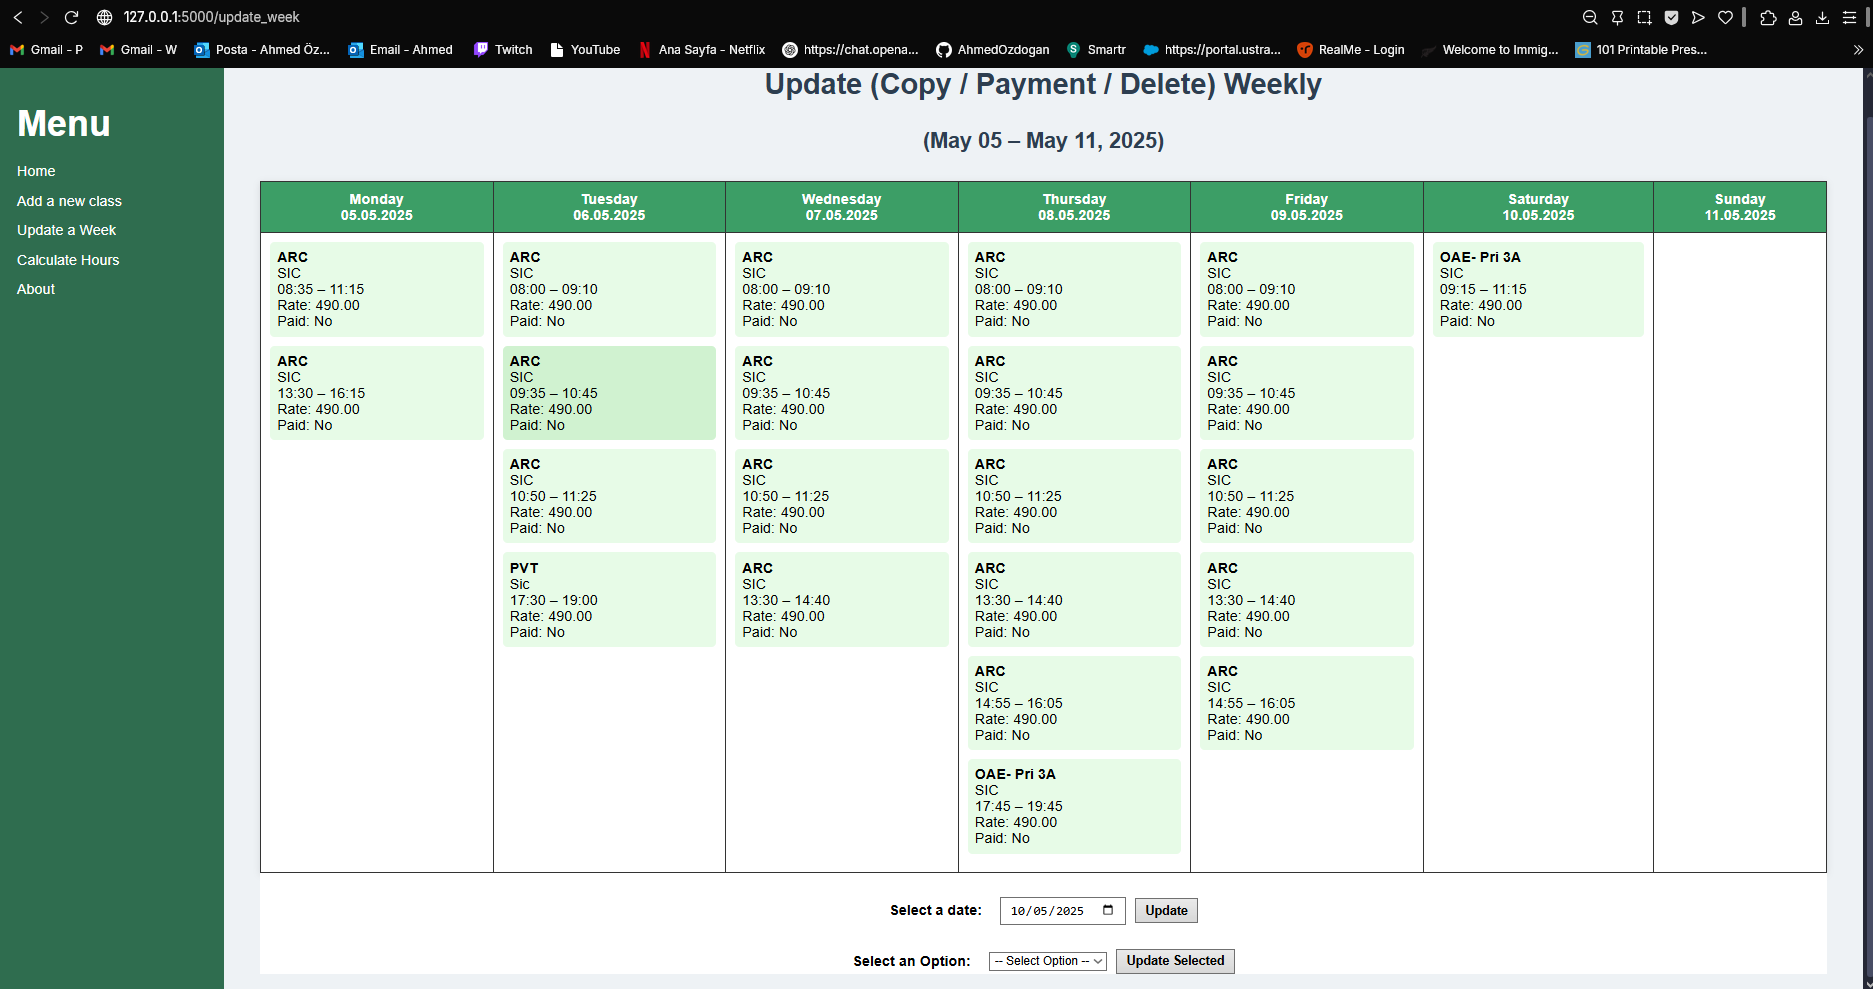 127.0.0.1:5000/update_week
Gmail - P
Gmail - W
Posta - Ahmed Öz...
Email - Ahmed
Twitch
YouTube
Ana Sayfa - Netflix
https://chat.opena...
AhmedOzdogan
Smartr
https://portal.ustra...
RealMe - Login
Welcome to Immig...
101 Printable Pres...
Menu
Home
Add a new class
Update a Week
Calculate Hours
About
Update (Copy / Payment / Delete) Weekly
(May 05 – May 11, 2025)
Monday
05.05.2025
ARC
SIC
08:35 – 11:15
Rate: 490.00
Paid: No
ARC
SIC
13:30 – 16:15
Rate: 490.00
Paid: No
Tuesday
06.05.2025
ARC
SIC
08:00 – 09:10
Rate: 490.00
Paid: No
ARC
SIC
09:35 – 10:45
Rate: 490.00
Paid: No
ARC
SIC
10:50 – 11:25
Rate: 490.00
Paid: No
PVT
Sic
17:30 – 19:00
Rate: 490.00
Paid: No
Wednesday
07.05.2025
ARC
SIC
08:00 – 09:10
Rate: 490.00
Paid: No
ARC
SIC
09:35 – 10:45
Rate: 490.00
Paid: No
ARC
SIC
10:50 – 11:25
Rate: 490.00
Paid: No
ARC
SIC
13:30 – 14:40
Rate: 490.00
Paid: No
Thursday
08.05.2025
ARC
SIC
08:00 – 09:10
Rate: 490.00
Paid: No
ARC
SIC
09:35 – 10:45
Rate: 490.00
Paid: No
ARC
SIC
10:50 – 11:25
Rate: 490.00
Paid: No
ARC
SIC
13:30 – 14:40
Rate: 490.00
Paid: No
ARC
SIC
14:55 – 16:05
Rate: 490.00
Paid: No
OAE- Pri 3A
SIC
17:45 – 19:45
Rate: 490.00
Paid: No
Friday
09.05.2025
ARC
SIC
08:00 – 09:10
Rate: 490.00
Paid: No
ARC
SIC
09:35 – 10:45
Rate: 490.00
Paid: No
ARC
SIC
10:50 – 11:25
Rate: 490.00
Paid: No
ARC
SIC
13:30 – 14:40
Rate: 490.00
Paid: No
ARC
SIC
14:55 – 16:05
Rate: 490.00
Paid: No
Saturday
10.05.2025
OAE- Pri 3A
SIC
09:15 – 11:15
Rate: 490.00
Paid: No
Sunday
11.05.2025
Select a date: 10/05/2025 Update
Select an Option: -- Select Option -- Update Selected